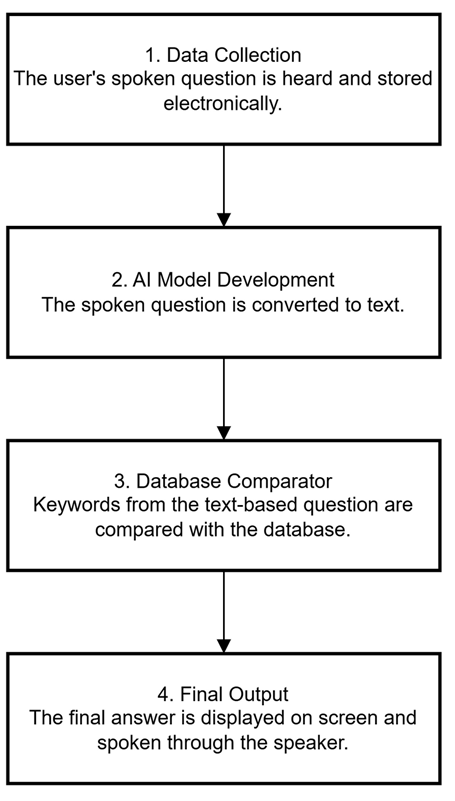 1. Data Collection
The user's spoken question is heard and stored
electronically.
2. AI Model Development
The spoken question is converted to text.
3. Database Comparator
Keywords from the text-based question are
compared with the database.
4. Final Output
The final answer is displayed on screen and
spoken through the speaker.